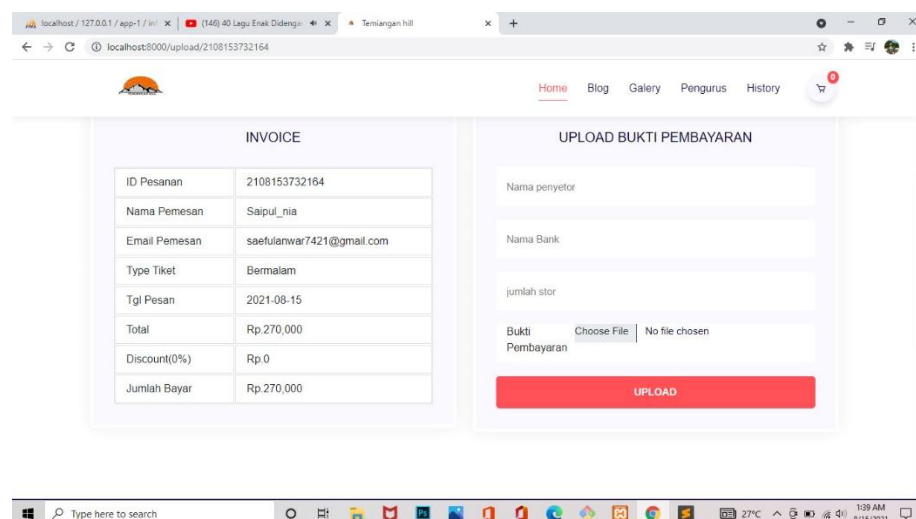 localhost / 127.0.0.1 / app-1 / inf
(146) 40 Lagu Enak Didenga
Temiangan hill
localhost:8000/upload/2108153732164
Home Blog Galery Pengurus History 0
INVOICE
ID Pesanan 2108153732164
Nama Pemesan Saipul_nia
Email Pemesan saefulanwar7421@gmail.com
Type Tiket Bermalam
Tgl Pesan 2021-08-15
Total Rp.270,000
Discount(0%) Rp.0
Jumlah Bayar Rp.270,000
UPLOAD BUKTI PEMBAYARAN
Nama penyetor
Nama Bank
jumlah stor
Bukti Pembayaran Choose File No file chosen
UPLOAD
Type here to search
27°C
1:39 AM